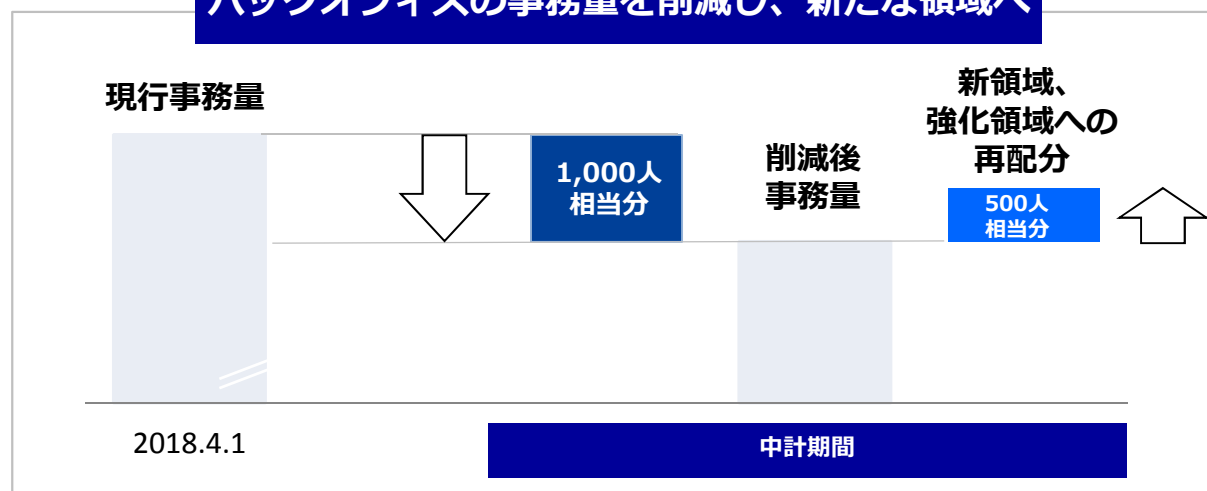 バックオフィスの事務量を削減し、新たな領域へ
現行事務量
新領域、
強化領域への
再配分
削減後
事務量
1,000人
相当分
500人
相当分
2018.4.1
中計期間